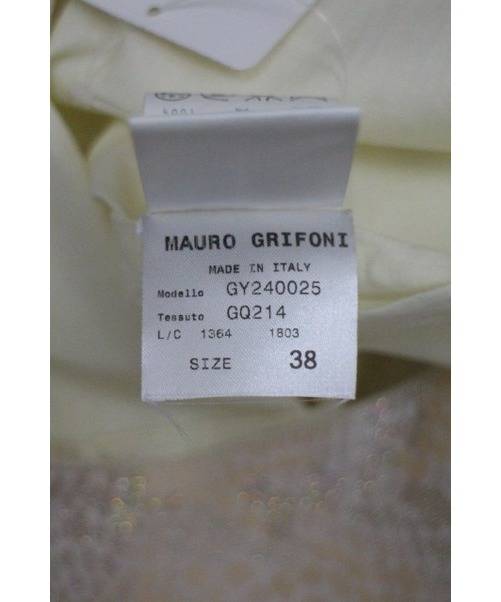 MAURO GRIFONI
MADE IN ITALY
Modello GY240025
Tessuto GQ214
L/C 1364 1803
SIZE 38